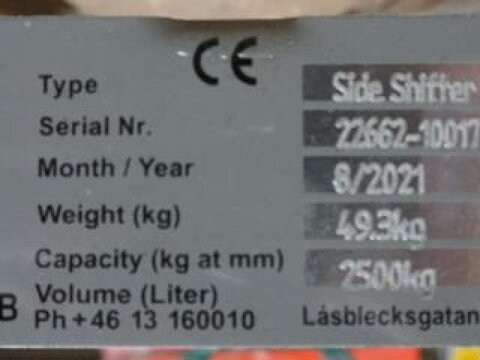 CE
Type Side Shifter
Serial Nr. 22662-10017
Month / Year 8/2021
Weight (kg) 49.3kg
Capacity (kg at mm) 2500kg
Volume (Liter)
B Ph+46 13 160010 Låsblecksgatan